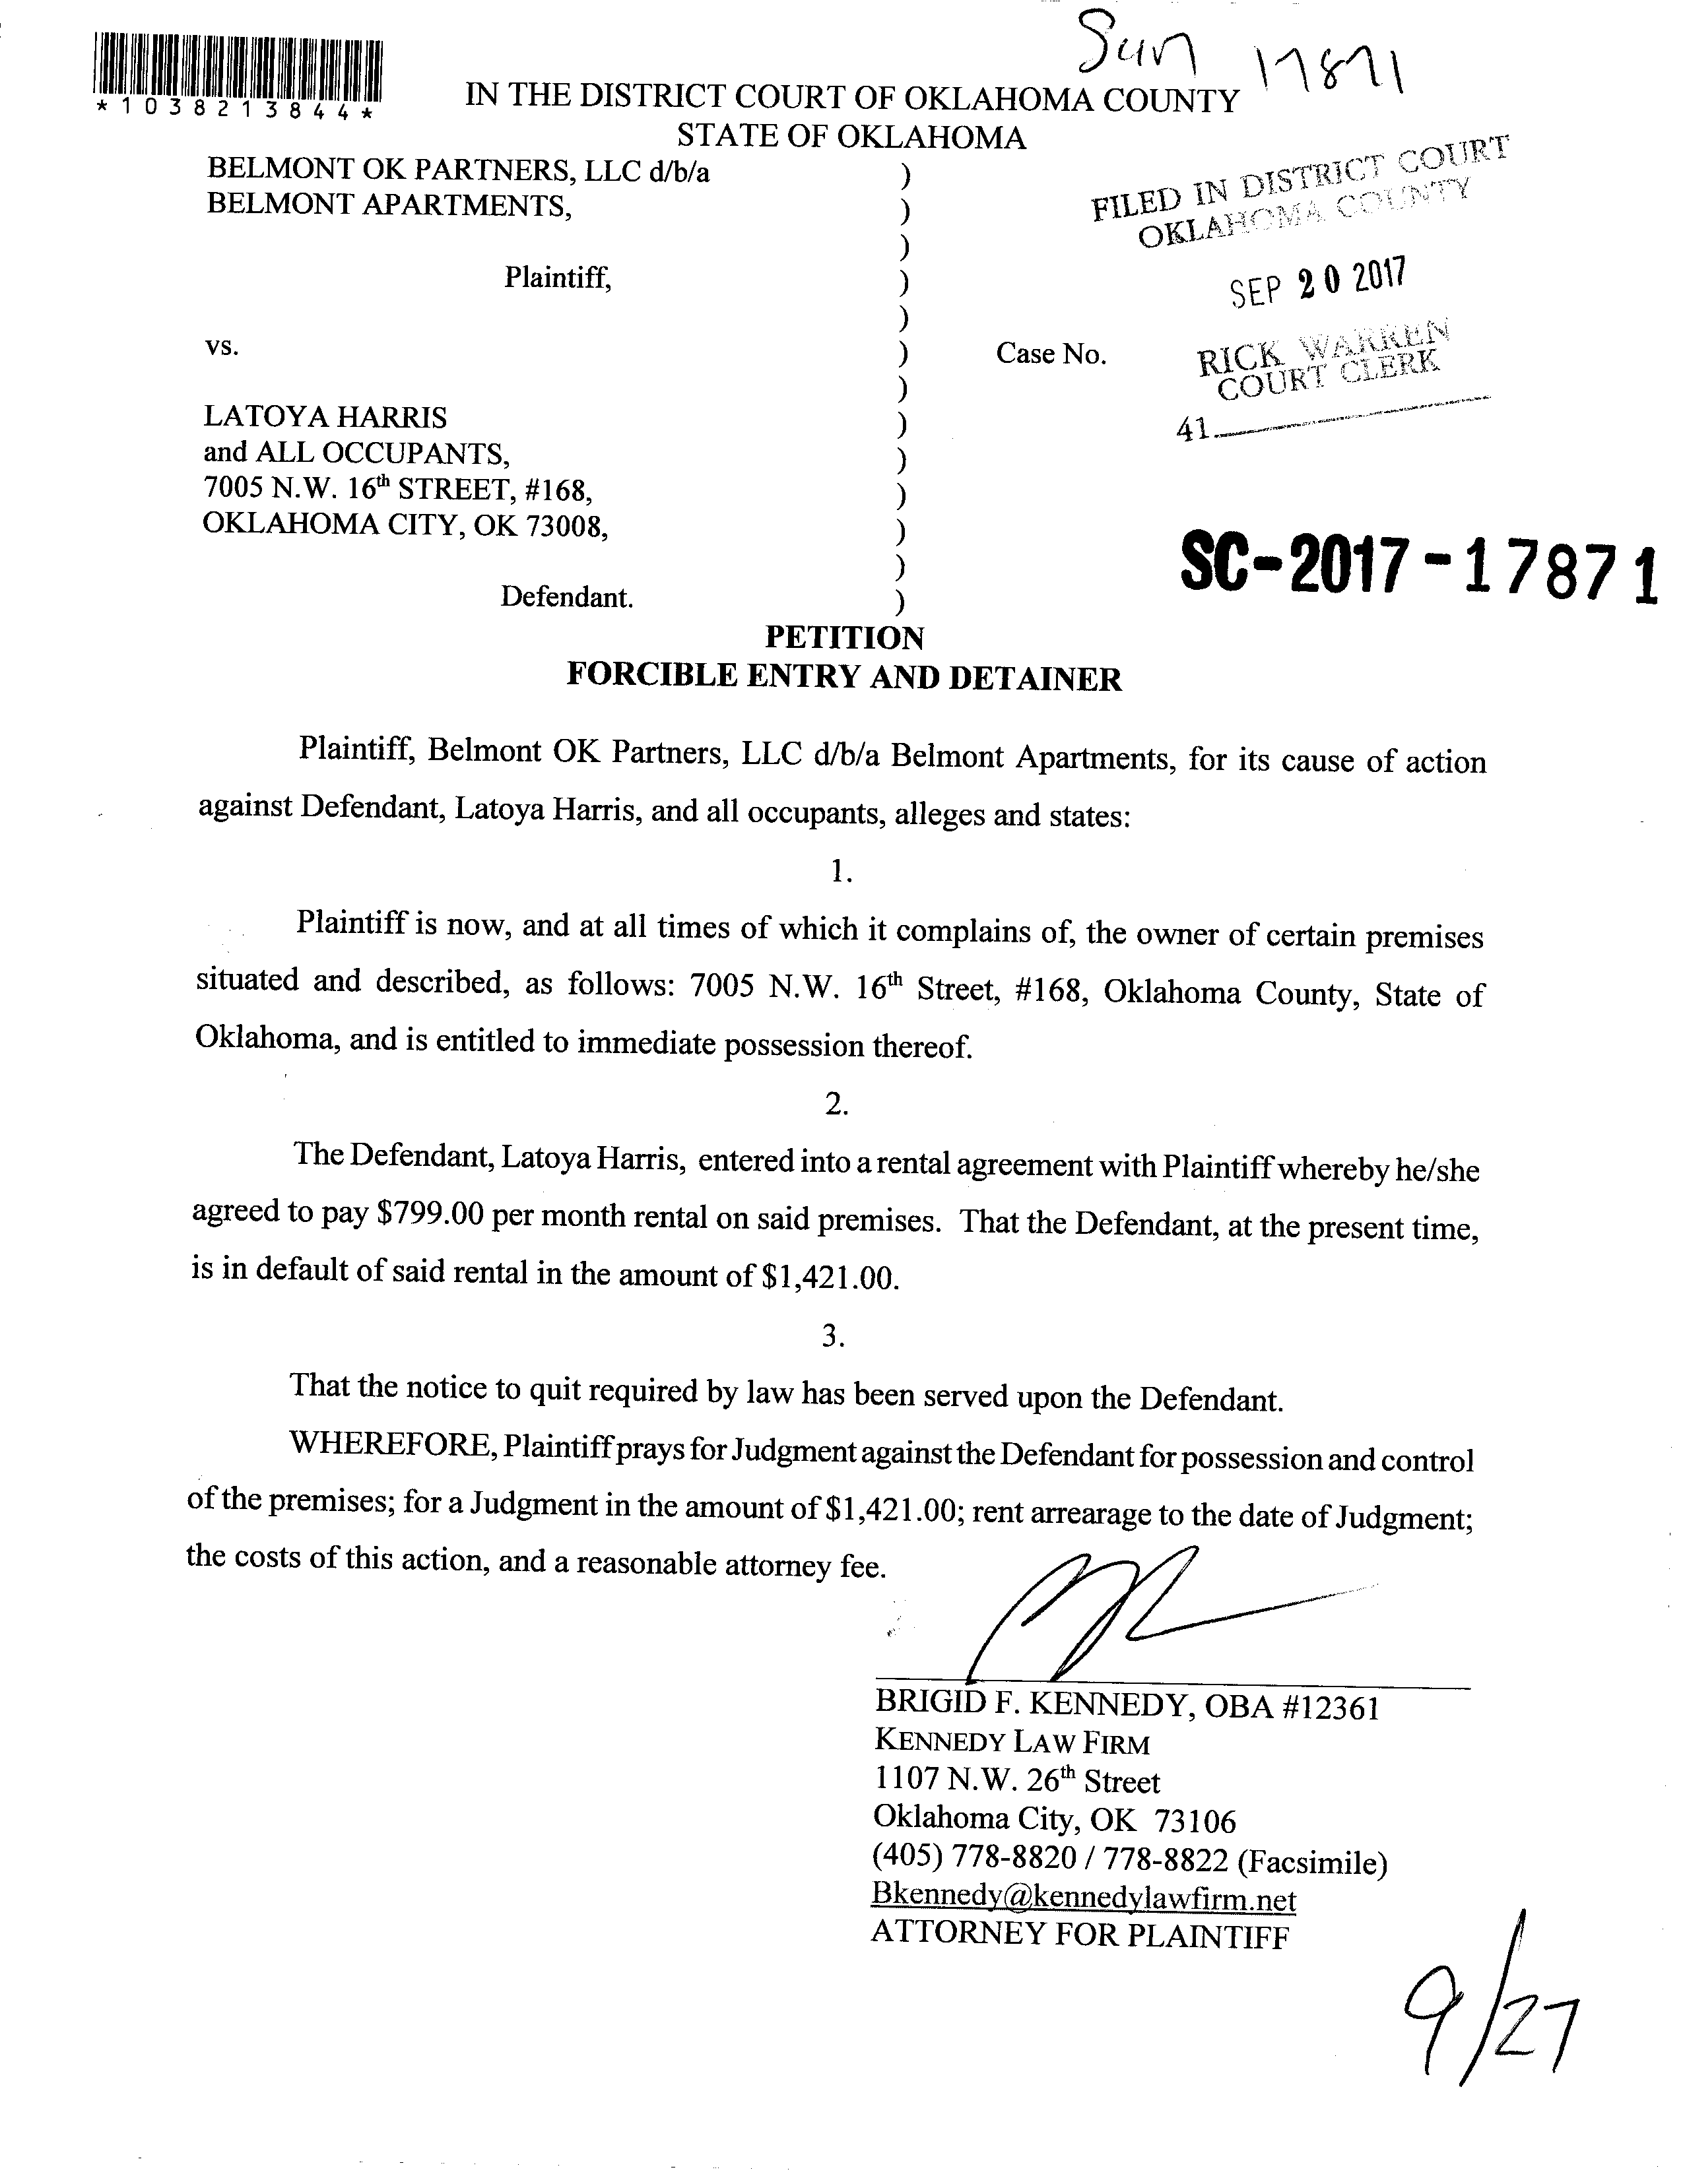 Sun 17871
*1038213844*
IN THE DISTRICT COURT OF OKLAHOMA COUNTY
STATE OF OKLAHOMA
BELMONT OK PARTNERS, LLC d/b/a )
BELMONT APARTMENTS, )
)
Plaintiff, )
)
vs. ) Case No.
)
LATOYA HARRIS )
and ALL OCCUPANTS, )
7005 N.W. 16th STREET, #168, )
OKLAHOMA CITY, OK 73008, )
)
Defendant. )
FILED IN DISTRICT COURT
OKLAHOMA COUNTY
SEP 20 2017
RICK WARREN
COURT CLERK
41
SC-2017-17871
PETITION
FORCIBLE ENTRY AND DETAINER
Plaintiff, Belmont OK Partners, LLC d/b/a Belmont Apartments, for its cause of action
against Defendant, Latoya Harris, and all occupants, alleges and states:
1.
Plaintiff is now, and at all times of which it complains of, the owner of certain premises
situated and described, as follows: 7005 N.W. 16th Street, #168, Oklahoma County, State of
Oklahoma, and is entitled to immediate possession thereof.
2.
The Defendant, Latoya Harris, entered into a rental agreement with Plaintiff whereby he/she
agreed to pay $799.00 per month rental on said premises. That the Defendant, at the present time,
is in default of said rental in the amount of $1,421.00.
3.
That the notice to quit required by law has been served upon the Defendant.
WHEREFORE, Plaintiff prays for Judgment against the Defendant for possession and control
of the premises; for a Judgment in the amount of $1,421.00; rent arrearage to the date of Judgment;
the costs of this action, and a reasonable attorney fee.
BRIGID F. KENNEDY, OBA #12361
KENNEDY LAW FIRM
1107 N.W. 26th Street
Oklahoma City, OK 73106
(405) 778-8820 / 778-8822 (Facsimile)
Bkennedy@kennedylawfirm.net
ATTORNEY FOR PLAINTIFF
9/27